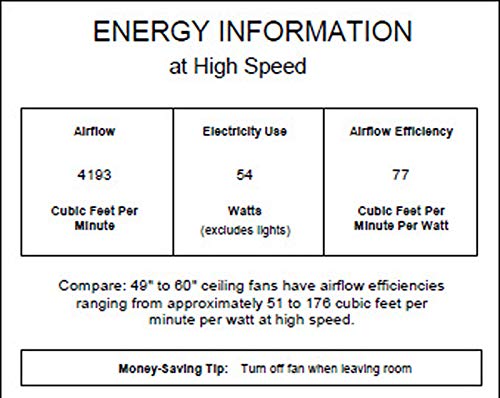 ENERGY INFORMATION
at High Speed
Airflow
4193
Cubic Feet Per
Minute
Electricity Use
54
Watts
(excludes lights)
Airflow Efficiency
77
Cubic Feet Per
Minute Per Watt
Compare: 49" to 60" ceiling fans have airflow efficiencies
ranging from approximately 51 to 176 cubic feet per
minute per watt at high speed.
Money-Saving Tip: Turn off fan when leaving room